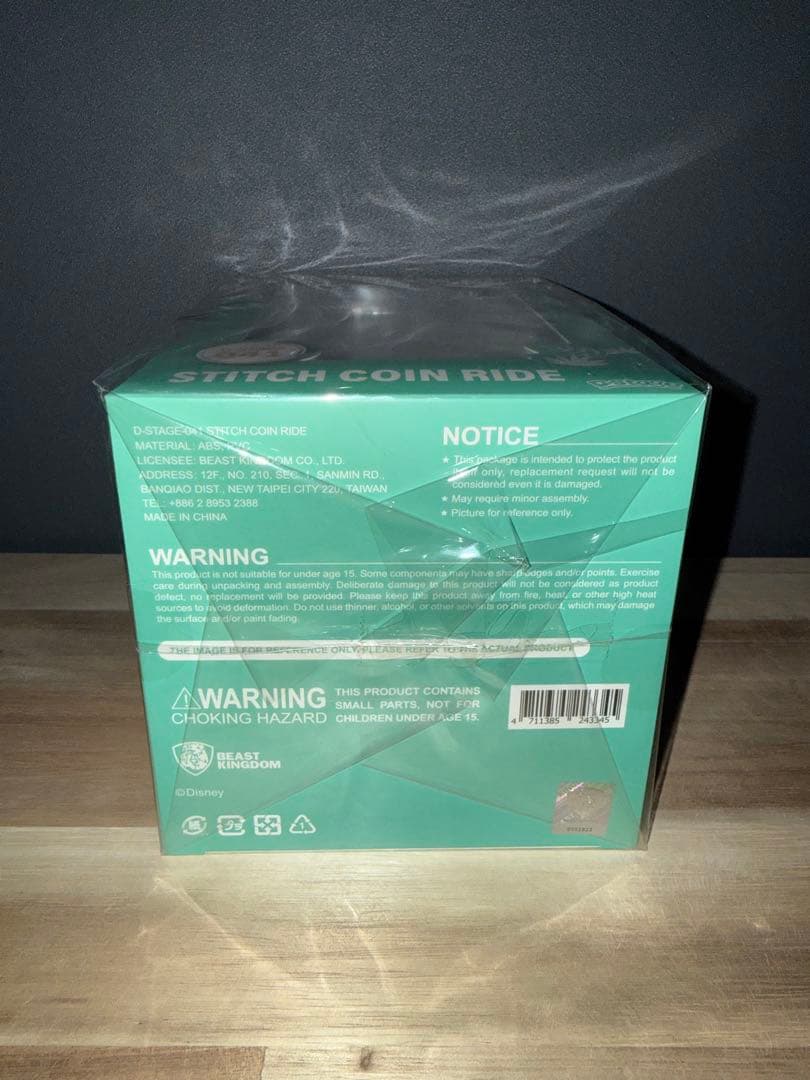 STITCH COIN RIDE
D-STAGE-041 STITCH COIN RIDE
MATERIAL: ABS, PVC
LICENSEE: BEAST KINGDOM CO., LTD.
ADDRESS: 12F., NO. 210, SEC. 1, SANMIN RD.,
BANQIAO DIST., NEW TAIPEI CITY 220, TAIWAN
TEL: +886 2 8953 2388
MADE IN CHINA
NOTICE
★ This package is intended to protect the product
itself only, replacement request will not be
considered even it is damaged.
★ May require minor assembly.
★ Picture for reference only.
WARNING
This product is not suitable for under age 15. Some components may have sharp edges and/or points. Exercise
care during unpacking and assembly. Deliberate damage to this product will not be considered as product
defect, no replacement will be provided. Please keep this product away from fire, heat, or other high heat
sources to avoid deformation. Do not use thinner, alcohol, or other solvents on this product, which may damage
the surface and/or paint fading.
THE IMAGE IS FOR REFERENCE ONLY, PLEASE REFER TO THE ACTUAL PRODUCT
WARNING
CHOKING HAZARD
THIS PRODUCT CONTAINS
SMALL PARTS, NOT FOR
CHILDREN UNDER AGE 15.
4 711385 243345
BEAST
KINGDOM
©Disney